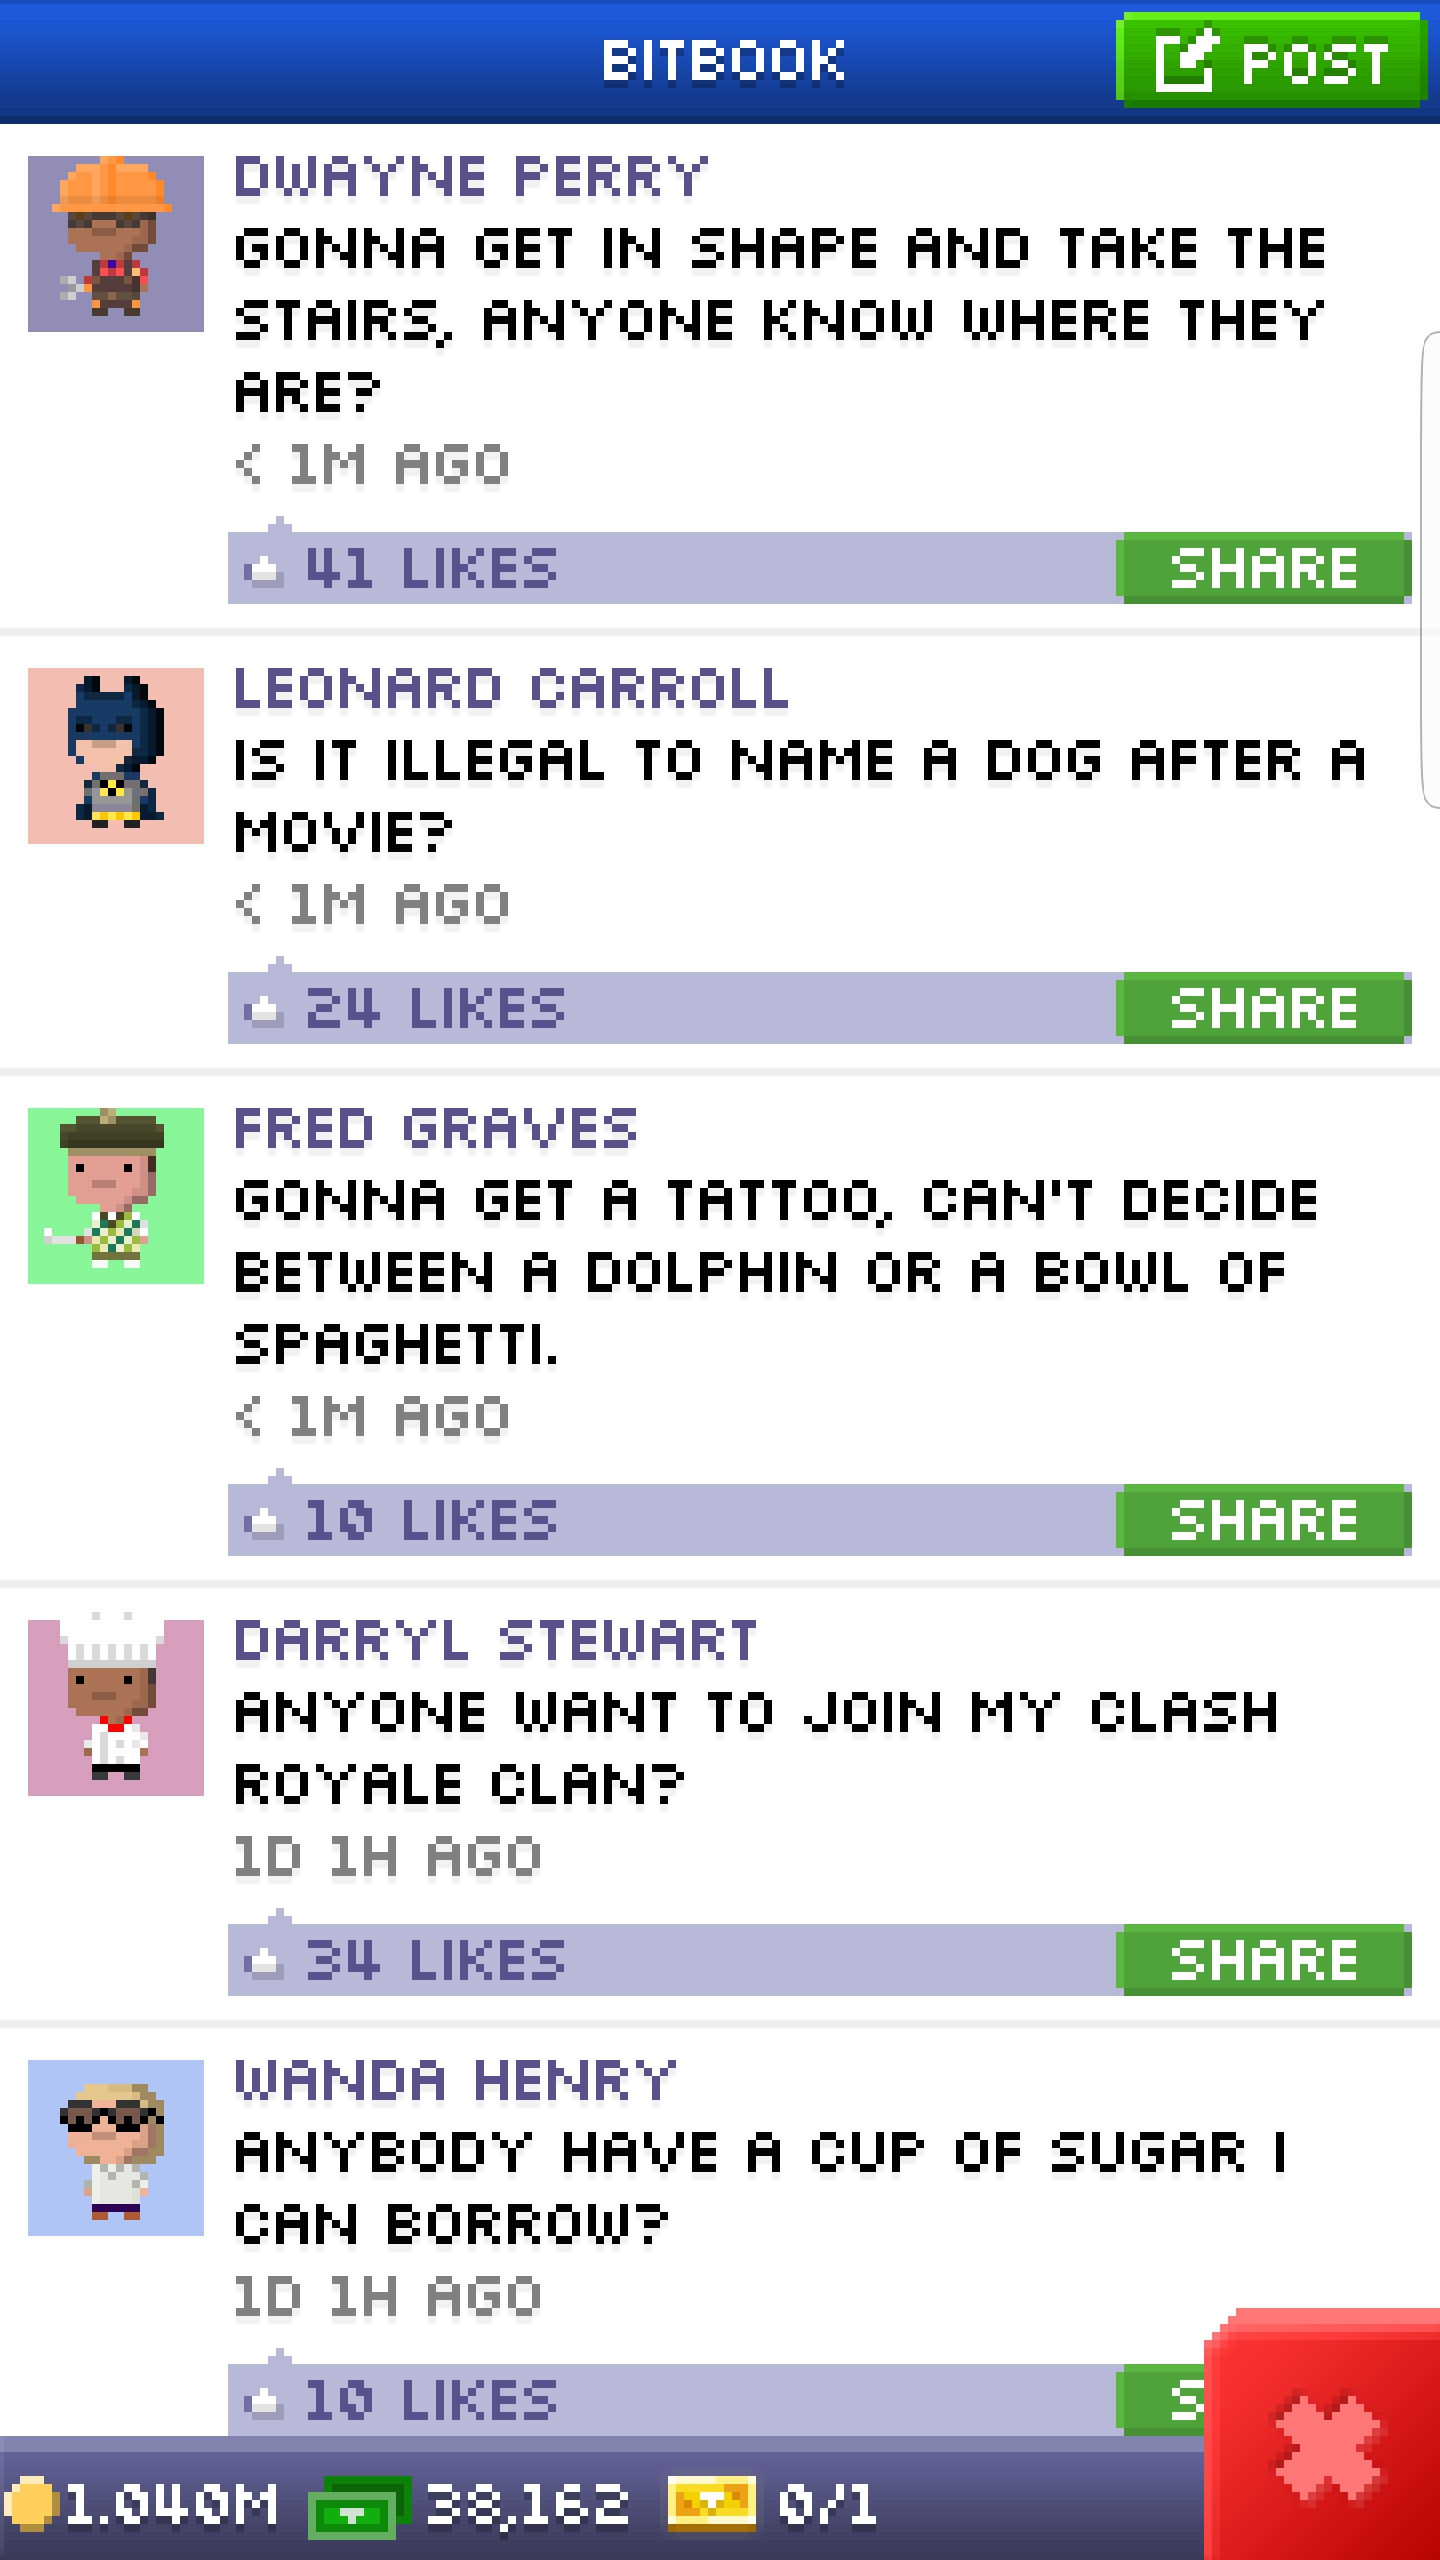 BITBOOK
POST
DWAYNE PERRY
GONNA GET IN SHAPE AND TAKE THE
STAIRS, ANYONE KNOW WHERE THEY
ARE?
< 1M AGO
41 LIKES
SHARE
LEONARD CARROLL
IS IT ILLEGAL TO NAME A DOG AFTER A
MOVIE?
< 1M AGO
24 LIKES
SHARE
FRED GRAVES
GONNA GET A TATTOO, CAN'T DECIDE
BETWEEN A DOLPHIN OR A BOWL OF
SPAGHETTI.
< 1M AGO
10 LIKES
SHARE
DARRYL STEWART
ANYONE WANT TO JOIN MY CLASH
ROYALE CLAN?
1D 1H AGO
34 LIKES
SHARE
WANDA HENRY
ANYBODY HAVE A CUP OF SUGAR I
CAN BORROW?
1D 1H AGO
10 LIKES
S
1.040M 38,162 0/1